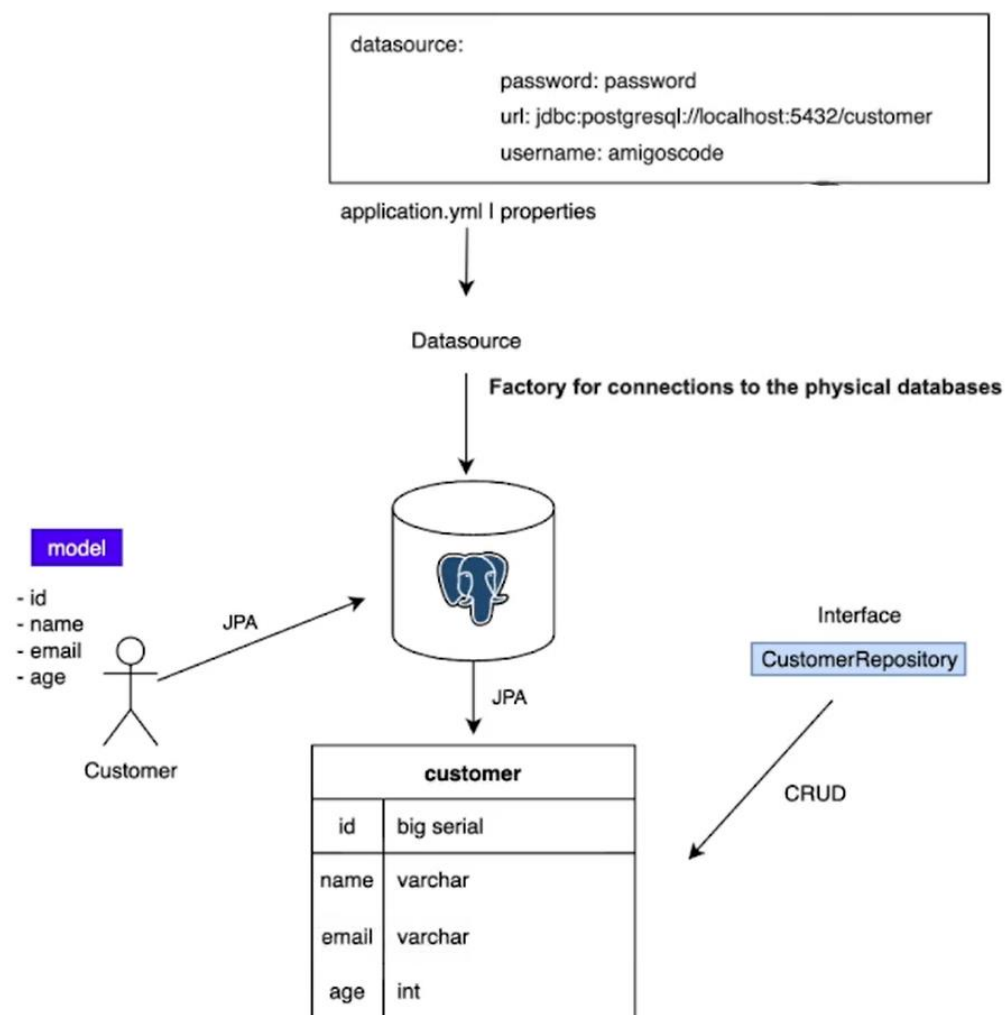 datasource:
password: password
url: jdbc:postgresql://localhost:5432/customer
username: amigoscode
application.yml | properties
Datasource
Factory for connections to the physical databases
model
- id
- name
- email
- age
JPA
Customer
Interface
CustomerRepository
JPA
CRUD
customer
id big serial
name varchar
email varchar
age int